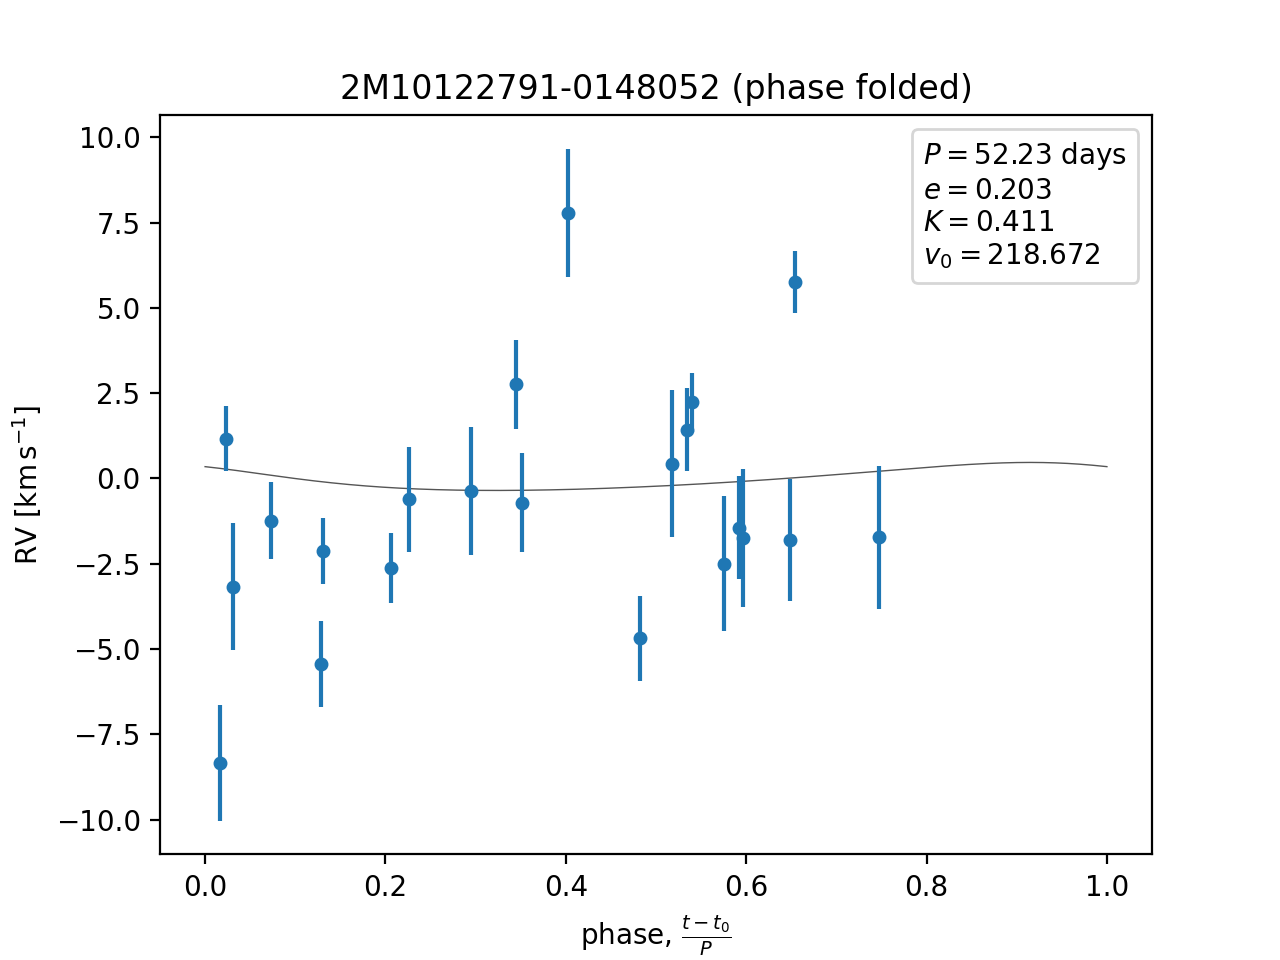 2M10122791-0148052 (phase folded)
P = 52.23 days
e = 0.203
K = 0.411
v₀ = 218.672
RV [km s⁻¹]
10.0
7.5
5.0
2.5
0.0
−2.5
−5.0
−7.5
−10.0
0.0 0.2 0.4 0.6 0.8 1.0
phase, (t − t₀)/P